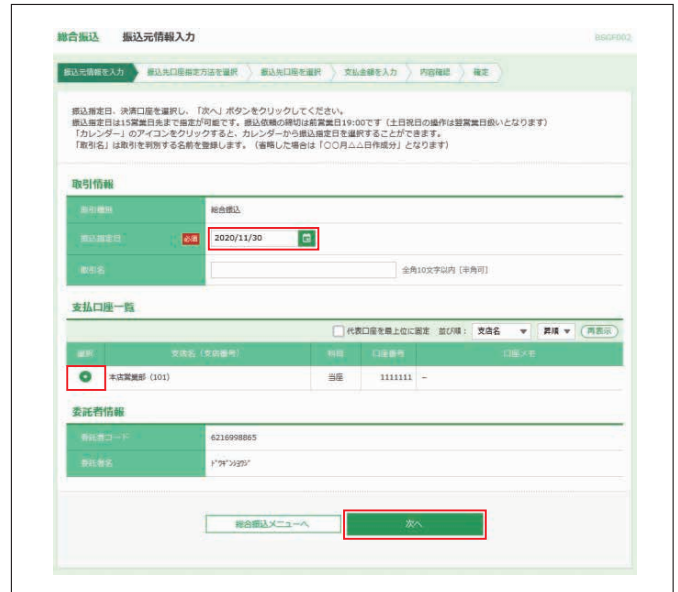 総合振込　振込元情報入力
BSGF002
振込元情報を入力　振込先口座指定方法を選択　振込先口座を選択　支払金額を入力　内容確認　確定
振込指定日、決済口座を選択し、「次へ」ボタンをクリックしてください。
振込指定日は15営業日先まで指定が可能です。振込依頼の締切は前営業日19:00です（土日祝日の操作は翌営業日扱いとなります）
「カレンダー」のアイコンをクリックすると、カレンダーから振込指定日を選択することができます。
「取引名」は取引を判別する名前を登録します。（省略した場合は「〇〇月△△日作成分」となります）
取引情報
取引種別　総合振込
振込指定日　必須　2020/11/30
取引名　全角10文字以内［半角可］
支払口座一覧
代表口座を最上位に固定　並び順：　支店名　▼　昇順　▼　再表示
選択　支店名（支店番号）　科目　口座番号　口座メモ
本店営業部（101）　当座　1111111　－
委託者情報
委託者コード　6216998865
委託者名
総合振込メニューへ　次へ